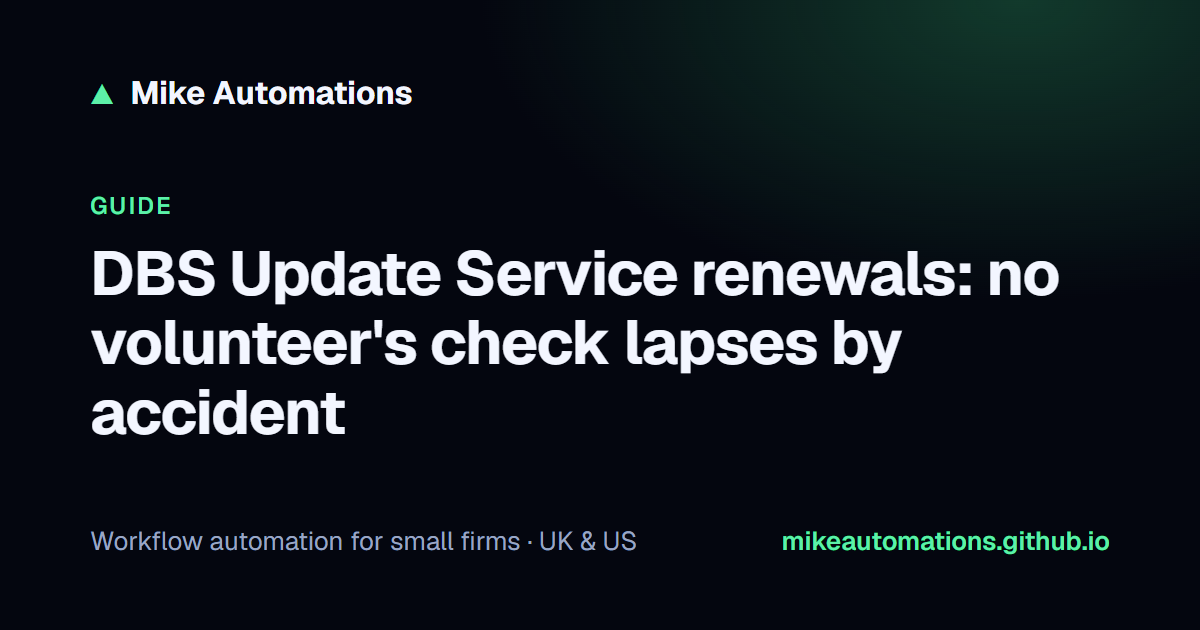 Mike Automations
GUIDE
DBS Update Service renewals: no
volunteer's check lapses by
accident
Workflow automation for small firms · UK & US
mikeautomations.github.io